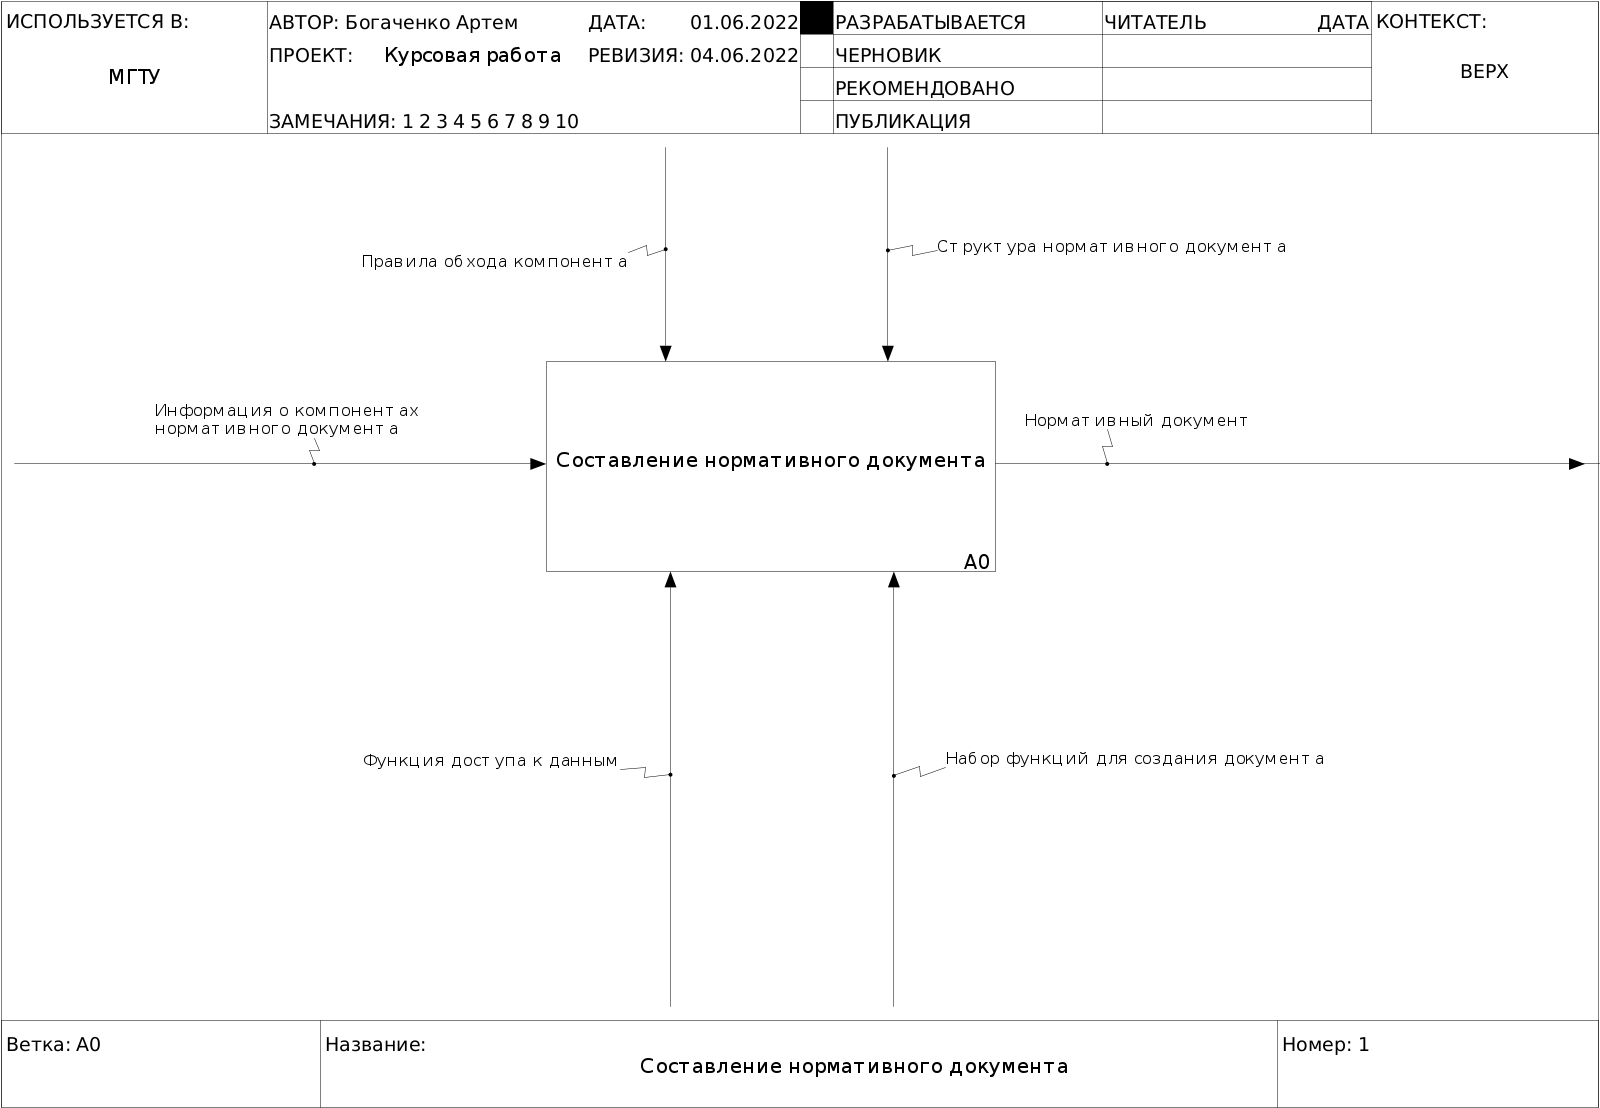 ИСПОЛЬЗУЕТСЯ В:
МГТУ
АВТОР: Богаченко Артем
ДАТА: 01.06.2022
ПРОЕКТ: Курсовая работа
РЕВИЗИЯ: 04.06.2022
ЗАМЕЧАНИЯ: 1 2 3 4 5 6 7 8 9 10
РАЗРАБАТЫВАЕТСЯ
ЧЕРНОВИК
РЕКОМЕНДОВАНО
ПУБЛИКАЦИЯ
ЧИТАТЕЛЬ
ДАТА
КОНТЕКСТ:
ВЕРХ
Структура нормативного документа
Правила обхода компонента
Информация о компонентах
нормативного документа
Нормативный документ
Составление нормативного документа
A0
Функция доступа к данным
Набор функций для создания документа
Ветка: A0
Название:
Составление нормативного документа
Номер: 1